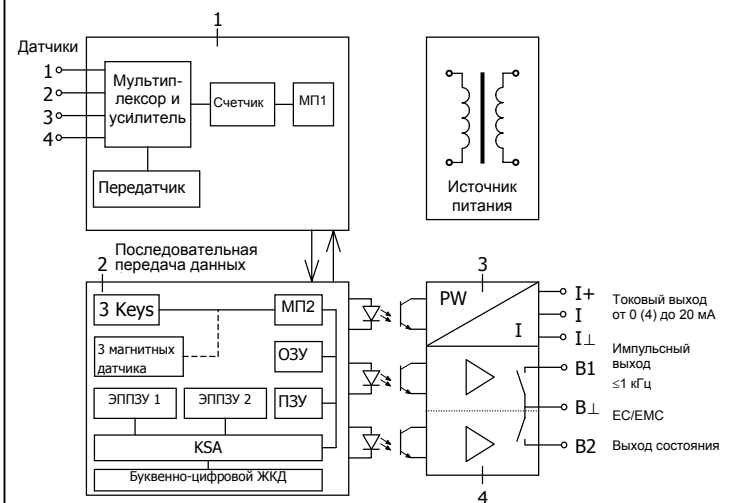 1
Датчики
1
2
3
4
Мультип-
лексор и
усилитель
Счетчик
МП1
Передатчик
Источник
питания
Последовательная
передача данных
2
3 Keys
МП2
3 магнитных
датчика
ОЗУ
ЭППЗУ 1
ЭППЗУ 2
ПЗУ
KSA
Буквенно-цифровой ЖКД
3
PW
I
I+
I
I⊥
Токовый выход
от 0 (4) до 20 мА
B1
Импульсный
выход
≤1 кГц
B⊥
EC/EMC
B2
Выход состояния
4